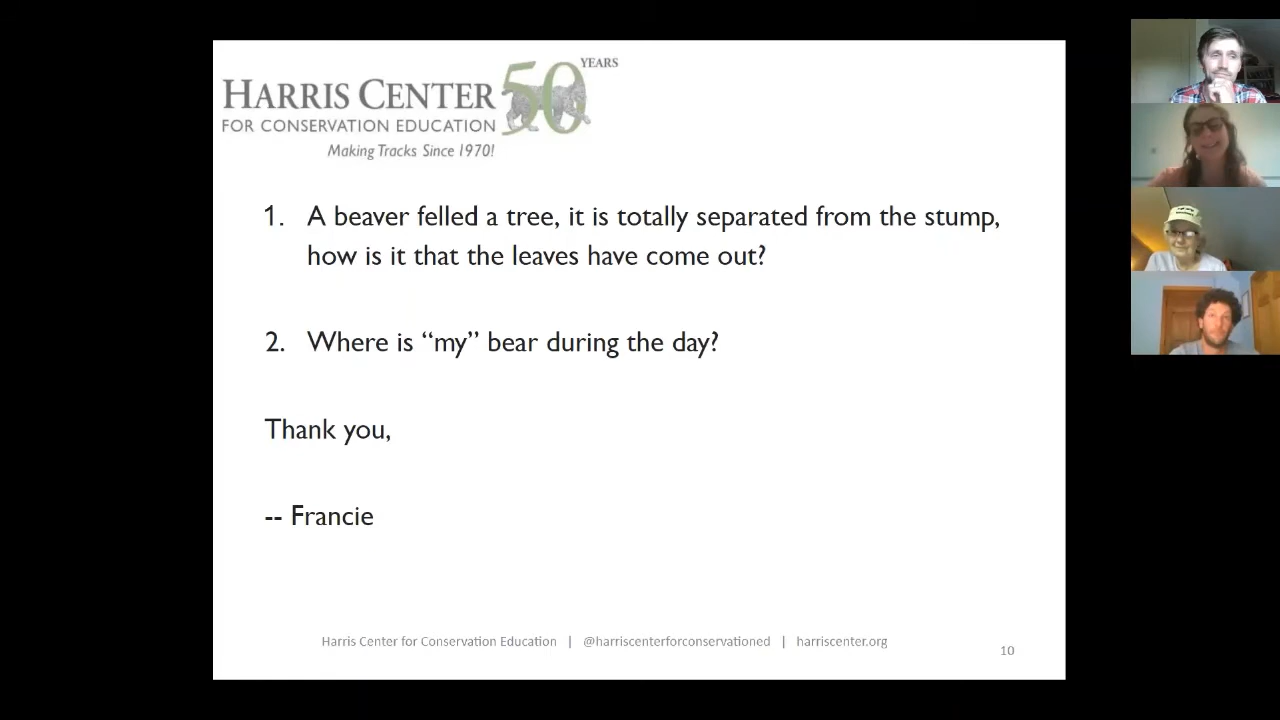 HARRIS CENTER 50 YEARS
FOR CONSERVATION EDUCATION
Making Tracks Since 1970!
1. A beaver felled a tree, it is totally separated from the stump,
how is it that the leaves have come out?
2. Where is “my” bear during the day?
Thank you,
-- Francie
Harris Center for Conservation Education | @harriscenterforconservationed | harriscenter.org
10